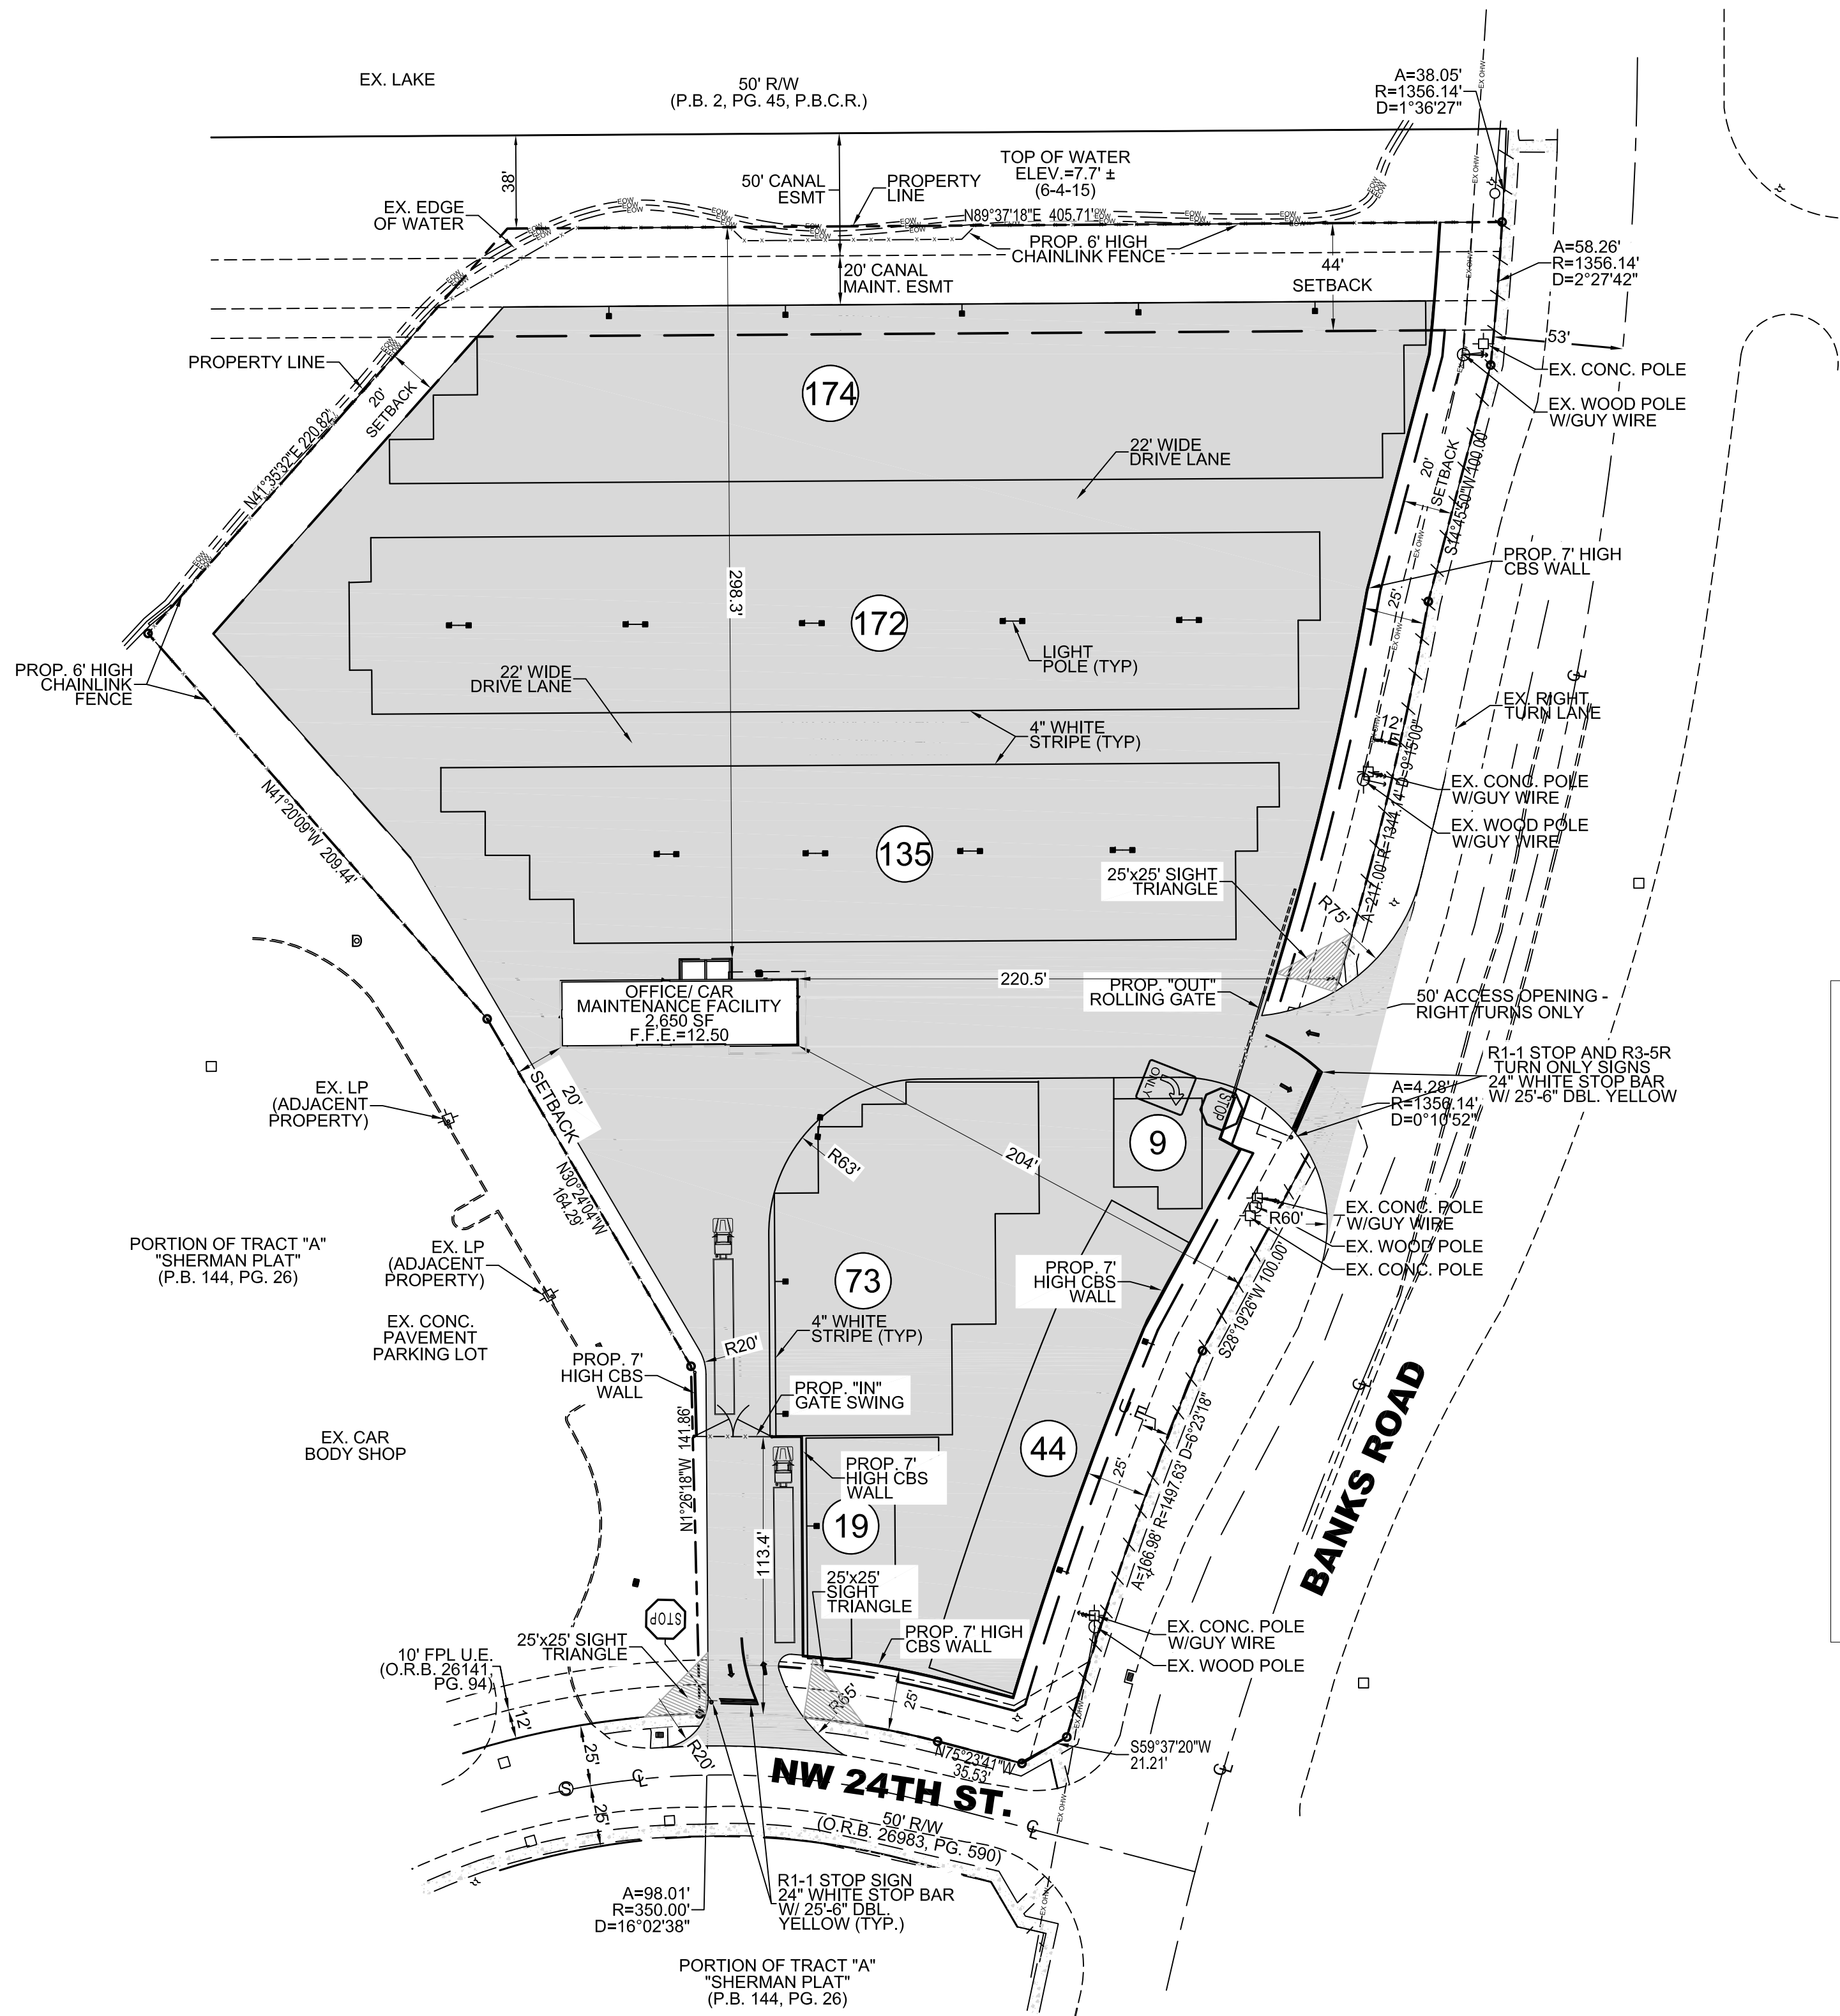 EX. LAKE
50' R/W
(P.B. 2, PG. 45, P.B.C.R.)
A=38.05'
R=1356.14'
D=1°36'27"
38'
50' CANAL
ESMT
PROPERTY
LINE
TOP OF WATER
ELEV.=7.7' ±
(6-4-15)
EX. EDGE
OF WATER
N89°37'18"E 405.71'
PROP. 6' HIGH
CHAINLINK FENCE
20' CANAL
MAINT. ESMT
44'
SETBACK
A=58.26'
R=1356.14'
D=2°27'42"
53'
PROPERTY LINE
20'
SETBACK
N41°35'32"E 220.82'
174
EX. CONC. POLE
EX. WOOD POLE
W/GUY WIRE
22' WIDE
DRIVE LANE
20'
SETBACK
S14°45'50"W 100.00'
298.3'
PROP. 7' HIGH
CBS WALL
25'
172
LIGHT
POLE (TYP)
22' WIDE
DRIVE LANE
PROP. 6' HIGH
CHAINLINK
FENCE
4" WHITE
STRIPE (TYP)
EX. RIGHT
TURN LANE
12'
N41°20'09"W 209.44'
A=217.00' R=1344.14' D=9°15'00"
EX. CONC. POLE
W/GUY WIRE
EX. WOOD POLE
W/GUY WIRE
135
25'x25' SIGHT
TRIANGLE
R75'
D
220.5'
PROP. "OUT"
ROLLING GATE
OFFICE/ CAR
MAINTENANCE FACILITY
2,650 SF
F.F.E.=12.50
50' ACCESS OPENING -
RIGHT TURNS ONLY
20'
SETBACK
R1-1 STOP AND R3-5R
TURN ONLY SIGNS
24" WHITE STOP BAR
W/ 25'-6" DBL. YELLOW
A=4.28'
R=1356.14'
D=0°10'52"
ONLY
STOP
EX. LP
(ADJACENT
PROPERTY)
9
R63'
204'
N30°24'04"W
164.29'
EX. CONC. POLE
W/GUY WIRE
R60'
EX. WOOD POLE
EX. CONC. POLE
PORTION OF TRACT "A"
"SHERMAN PLAT"
(P.B. 144, PG. 26)
EX. LP
(ADJACENT
PROPERTY)
73
PROP. 7'
HIGH CBS
WALL
S28°19'26"W 100.00'
EX. CONC.
PAVEMENT
PARKING LOT
4" WHITE
STRIPE (TYP)
R20'
PROP. 7'
HIGH CBS
WALL
PROP. "IN"
GATE SWING
N1°26'18"W 141.86'
BANKS ROAD
EX. CAR
BODY SHOP
44
PROP. 7'
HIGH CBS
WALL
25'
A=166.98' R=1497.63' D=6°23'18"
19
113.4'
25'x25'
SIGHT
TRIANGLE
STOP
25'x25' SIGHT
TRIANGLE
PROP. 7' HIGH
CBS WALL
EX. CONC. POLE
W/GUY WIRE
EX. WOOD POLE
10' FPL U.E.
(O.R.B. 26141,
PG. 94)
12'
R65'
25'
25'
R20'
N75°23'41"W
35.53'
S59°37'20"W
21.21'
NW 24TH ST.
S
25'
50' R/W
(O.R.B. 26983, PG. 590)
A=98.01'
R=350.00'
D=16°02'38"
R1-1 STOP SIGN
24" WHITE STOP BAR
W/ 25'-6" DBL.
YELLOW (TYP.)
PORTION OF TRACT "A"
"SHERMAN PLAT"
(P.B. 144, PG. 26)
EOW
EX OHW